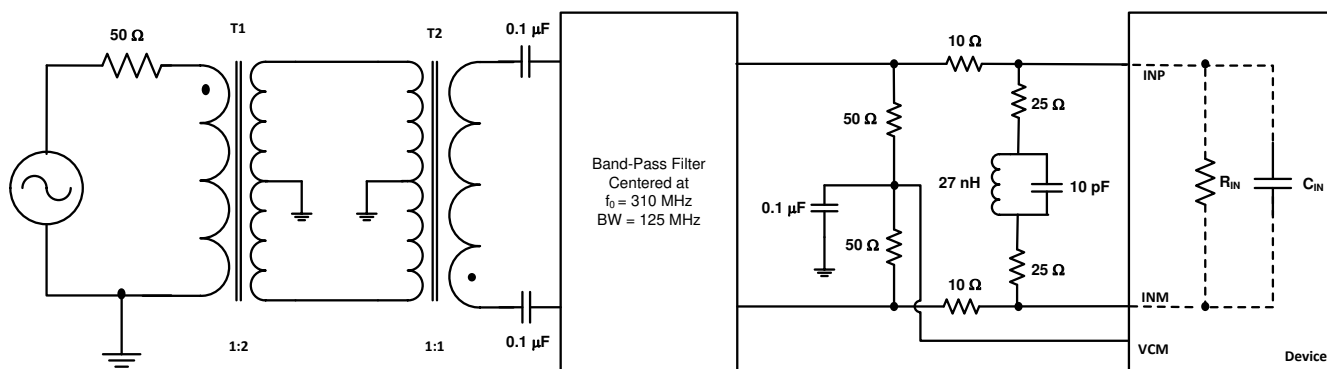 50 Ω
T1
T2
0.1 µF
0.1 µF
1:2
1:1
Band-Pass Filter
Centered at
f0 = 310 MHz
BW = 125 MHz
50 Ω
0.1 µF
50 Ω
10 Ω
25 Ω
27 nH
10 pF
25 Ω
10 Ω
INP
RIN
CIN
INM
VCM
Device